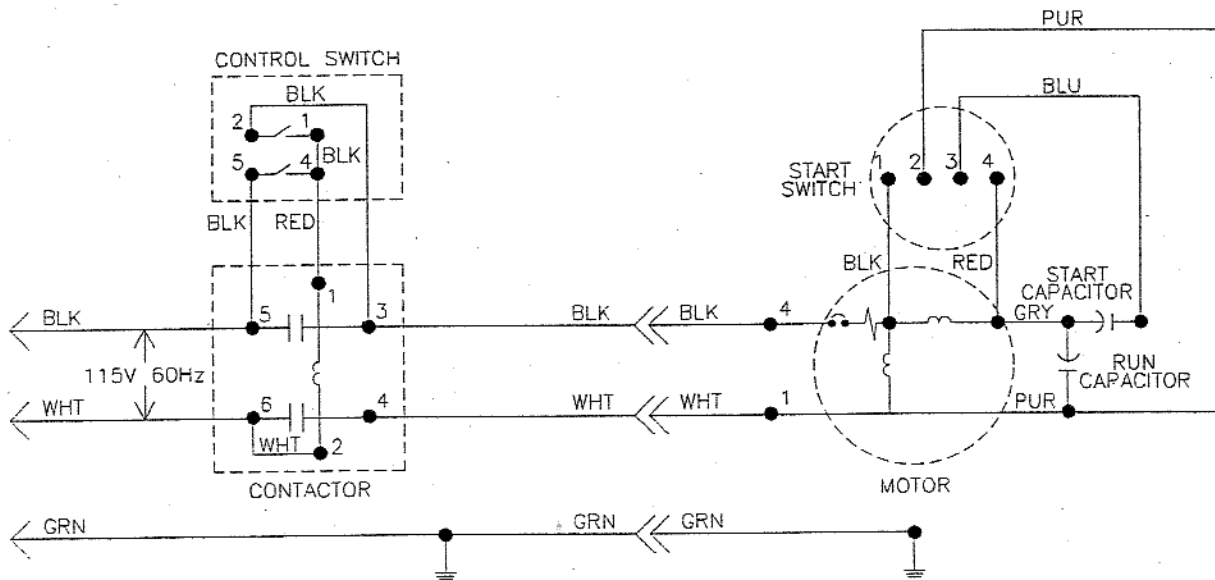 PUR
CONTROL SWITCH
BLK
BLU
2
1
BLK
5
4
START
SWITCH
1
2
3
4
BLK
RED
BLK
RED
START
CAPACITOR
1
BLK
5
3
BLK
BLK
4
GRY
115V 60Hz
RUN
CAPACITOR
WHT
6
4
WHT
WHT
1
PUR
WHT
2
CONTACTOR
MOTOR
GRN
GRN
GRN